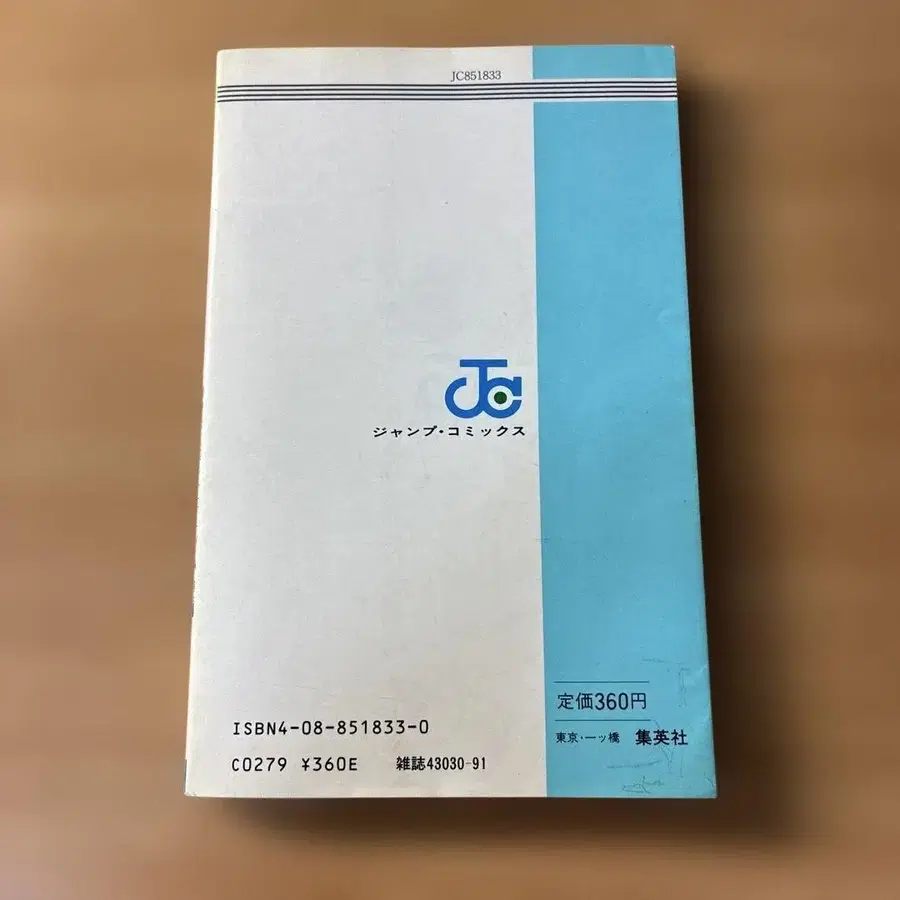 JC851833
JC
ジャンプ・コミックス
定価360円
東京・一ッ橋 集英社
ISBN4-08-851833-0
C0279 ¥360E 雑誌43030-91